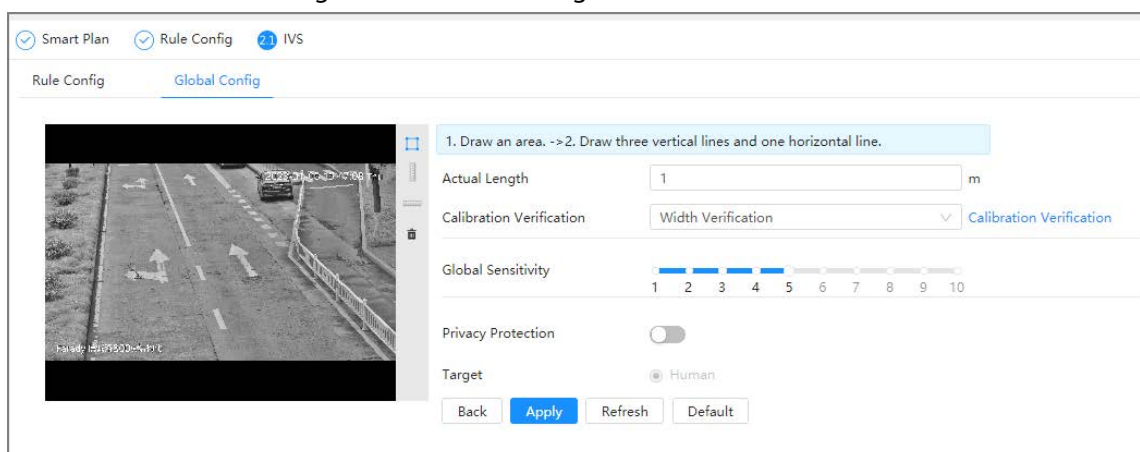 Smart Plan Rule Config 2.1 IVS
Rule Config Global Config
1. Draw an area. ->2. Draw three vertical lines and one horizontal line.
Actual Length 1 m
Calibration Verification Width Verification Calibration Verification
Global Sensitivity
1 2 3 4 5 6 7 8 9 10
Privacy Protection
Target Human
Back Apply Refresh Default